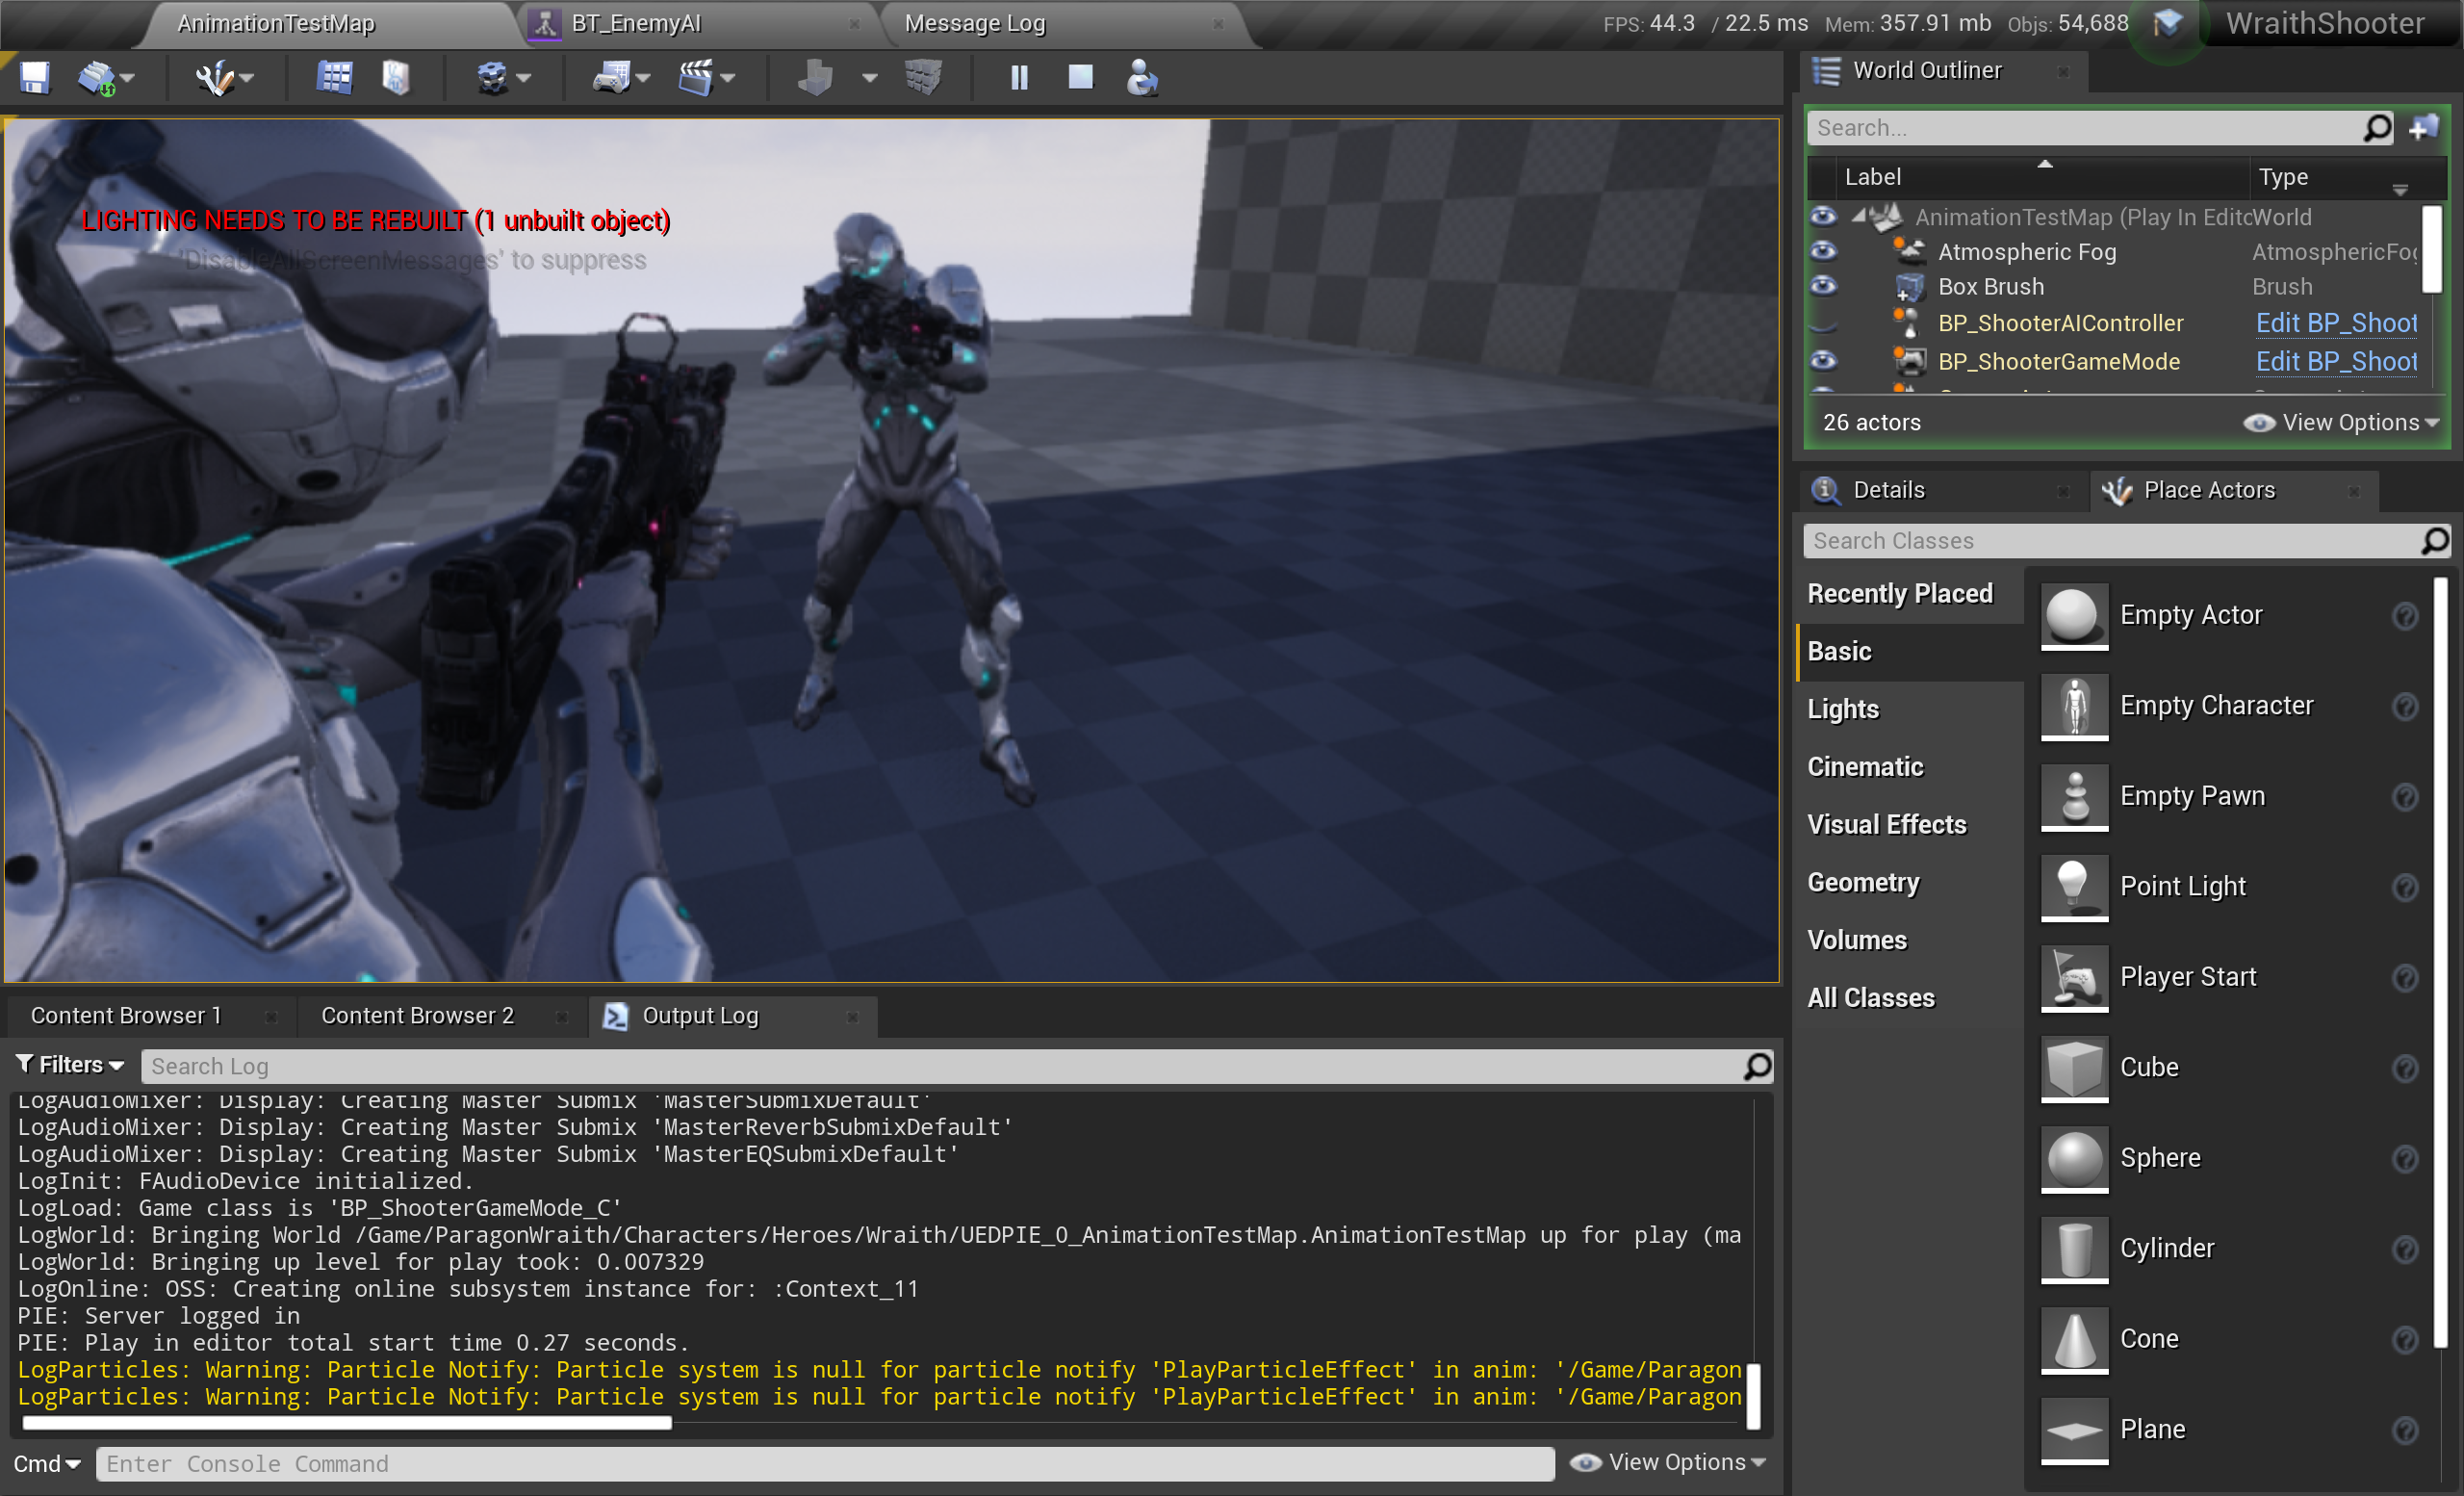 AnimationTestMap
BT_EnemyAI
Message Log
FPS: 44.3 / 22.5 ms Mem: 357.91 mb Objs: 54,688
WraithShooter
LIGHTING NEEDS TO BE REBUILT (1 unbuilt object)
'DisableAllScreenMessages' to suppress
World Outliner
Search...
Label Type
AnimationTestMap (Play In Editc World
Atmospheric Fog AtmosphericFog
Box Brush Brush
BP_ShooterAIController Edit BP_Shoot
BP_ShooterGameMode Edit BP_Shoot
26 actors View Options
Details
Place Actors
Search Classes
Recently Placed
Basic
Lights
Cinematic
Visual Effects
Geometry
Volumes
All Classes
Empty Actor
Empty Character
Empty Pawn
Point Light
Player Start
Cube
Sphere
Cylinder
Cone
Plane
Content Browser 1
Content Browser 2
Output Log
Filters
Search Log
LogAudioMixer: Display: Creating Master Submix 'MasterSubmixDefault'
LogAudioMixer: Display: Creating Master Submix 'MasterReverbSubmixDefault'
LogAudioMixer: Display: Creating Master Submix 'MasterEQSubmixDefault'
LogInit: FAudioDevice initialized.
LogLoad: Game class is 'BP_ShooterGameMode_C'
LogWorld: Bringing World /Game/ParagonWraith/Characters/Heroes/Wraith/UEDPIE_0_AnimationTestMap.AnimationTestMap up for play (ma
LogWorld: Bringing up level for play took: 0.007329
LogOnline: OSS: Creating online subsystem instance for: :Context_11
PIE: Server logged in
PIE: Play in editor total start time 0.27 seconds.
LogParticles: Warning: Particle Notify: Particle system is null for particle notify 'PlayParticleEffect' in anim: '/Game/Paragon
LogParticles: Warning: Particle Notify: Particle system is null for particle notify 'PlayParticleEffect' in anim: '/Game/Paragon
Cmd
Enter Console Command
View Options